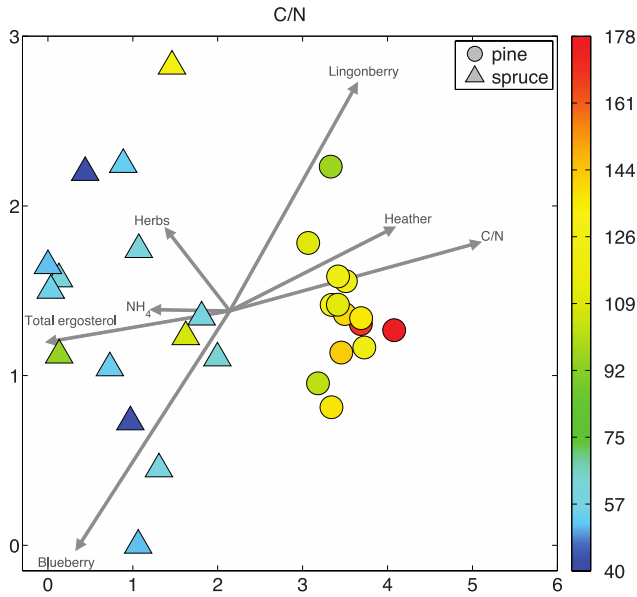 C/N
3
2
1
0
0
1
2
3
4
5
6
pine
spruce
Lingonberry
Herbs
Heather
C/N
NH4
Total ergosterol
Blueberry
178
161
144
126
109
92
75
57
40